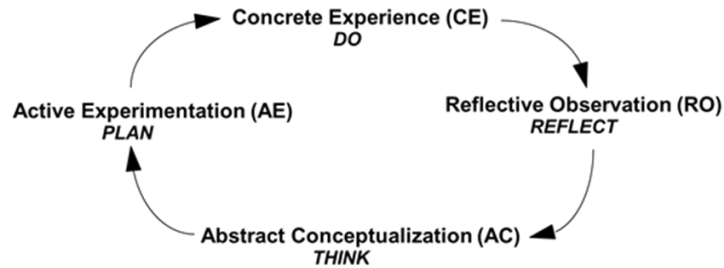 Concrete Experience (CE)
DO
Reflective Observation (RO)
REFLECT
Abstract Conceptualization (AC)
THINK
Active Experimentation (AE)
PLAN